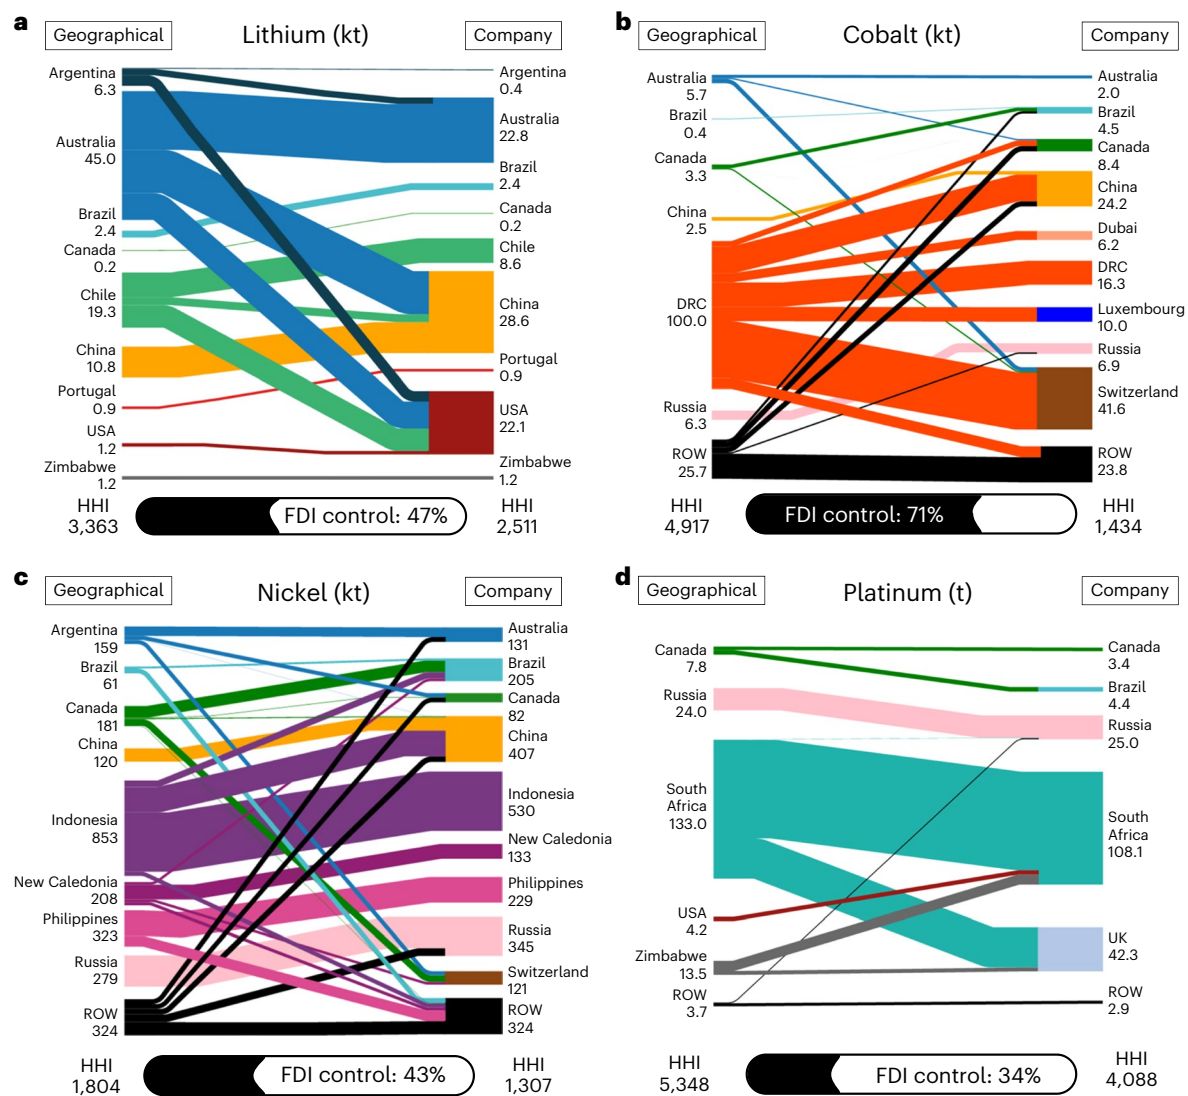 a
Geographical
Lithium (kt)
Company
Argentina
6.3
Australia
45.0
Brazil
2.4
Canada
0.2
Chile
19.3
China
10.8
Portugal
0.9
USA
1.2
Zimbabwe
1.2
Argentina
0.4
Australia
22.8
Brazil
2.4
Canada
0.2
Chile
8.6
China
28.6
Portugal
0.9
USA
22.1
Zimbabwe
1.2
HHI
3,363
FDI control: 47%
HHI
2,511
b
Geographical
Cobalt (kt)
Company
Australia
5.7
Brazil
0.4
Canada
3.3
China
2.5
DRC
100.0
Russia
6.3
ROW
25.7
Australia
2.0
Brazil
4.5
Canada
8.4
China
24.2
Dubai
6.2
DRC
16.3
Luxembourg
10.0
Russia
6.9
Switzerland
41.6
ROW
23.8
HHI
4,917
FDI control: 71%
HHI
1,434
c
Geographical
Nickel (kt)
Company
Argentina
159
Brazil
61
Canada
181
China
120
Indonesia
853
New Caledonia
208
Philippines
323
Russia
279
ROW
324
Australia
131
Brazil
205
Canada
82
China
407
Indonesia
530
New Caledonia
133
Philippines
229
Russia
345
Switzerland
121
ROW
324
HHI
1,804
FDI control: 43%
HHI
1,307
d
Geographical
Platinum (t)
Company
Canada
7.8
Russia
24.0
South
Africa
133.0
USA
4.2
Zimbabwe
13.5
ROW
3.7
Canada
3.4
Brazil
4.4
Russia
25.0
South
Africa
108.1
UK
42.3
ROW
2.9
HHI
5,348
FDI control: 34%
HHI
4,088